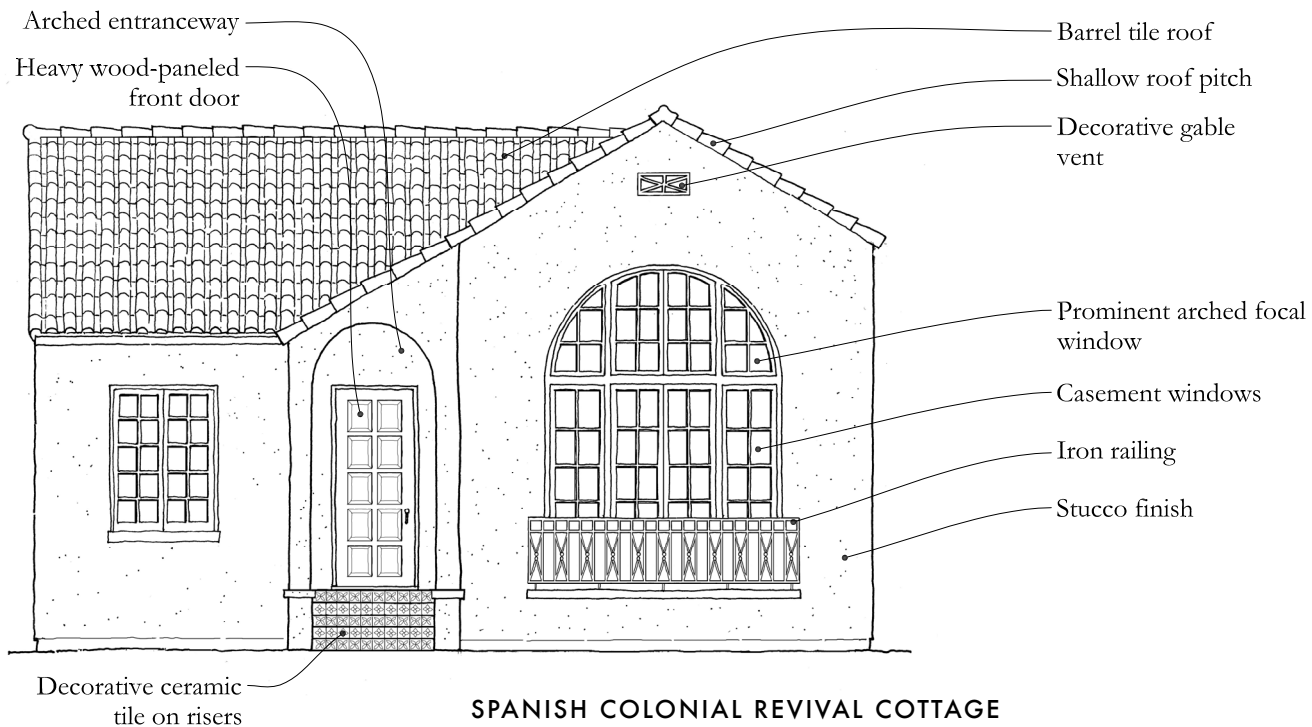 Arched entranceway
Heavy wood-paneled
front door
Barrel tile roof
Shallow roof pitch
Decorative gable
vent
Prominent arched focal
window
Casement windows
Iron railing
Stucco finish
Decorative ceramic
tile on risers
SPANISH COLONIAL REVIVAL COTTAGE